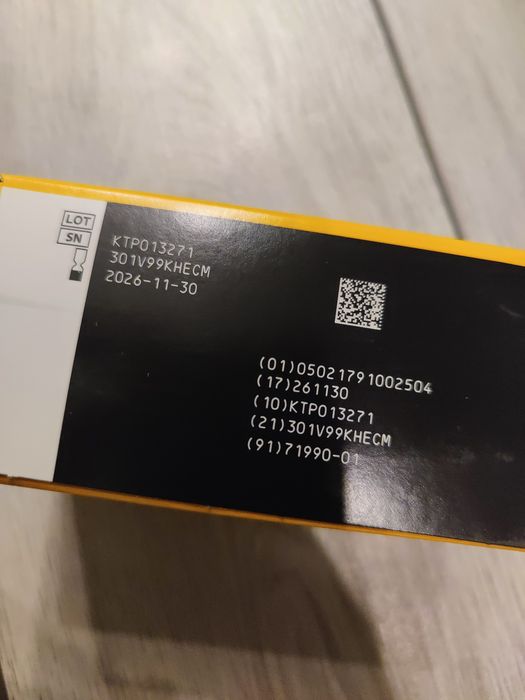 LOT
SN
KTP013271
301V99KHECM
2026-11-30
(01)05021791002504
(17)261130
(10)KTP013271
(21)301V99KHECM
(91)71990-01